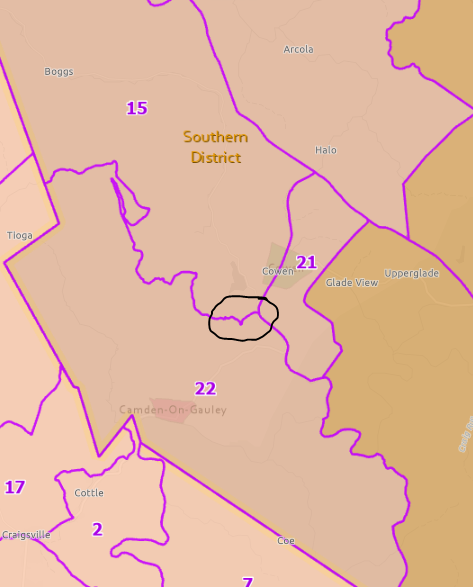 Arcola
Boggs
15
Southern
District
Halo
Tioga
21
Cowen
Upperglade
Glade View
22
Camden-On-Gauley
17
Cottle
2
Craigsville
Coe
7